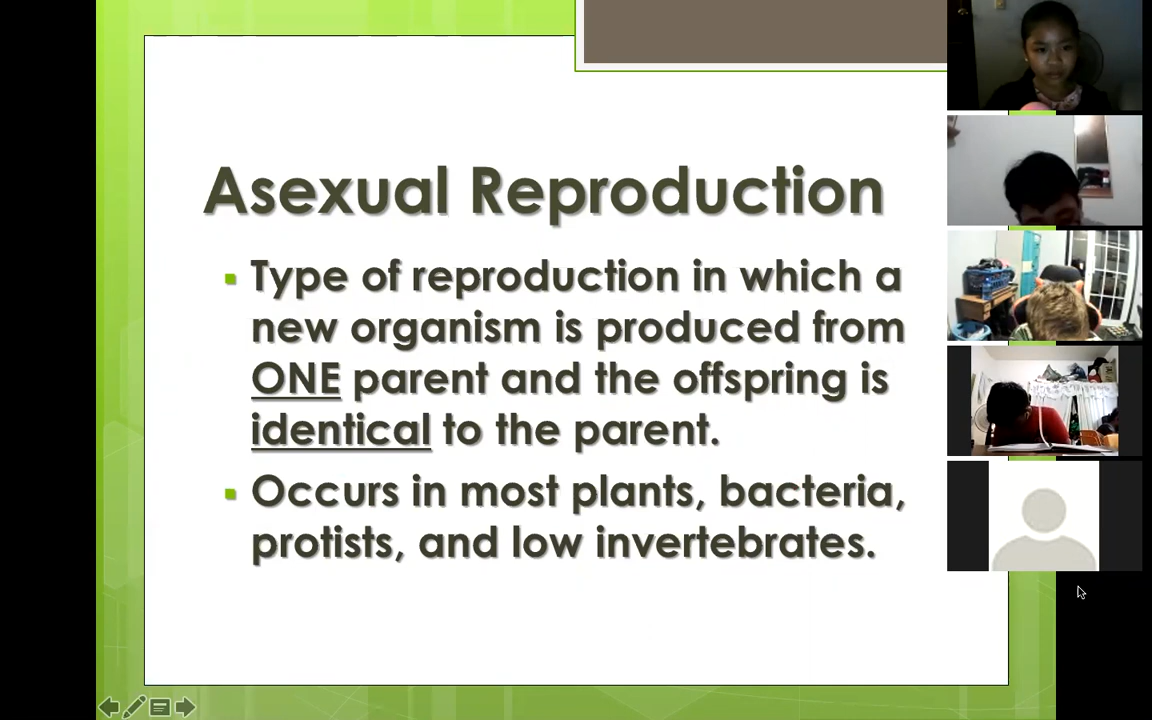 Asexual Reproduction
Type of reproduction in which a
new organism is produced from
ONE parent and the offspring is
identical to the parent.
Occurs in most plants, bacteria,
protists, and low invertebrates.